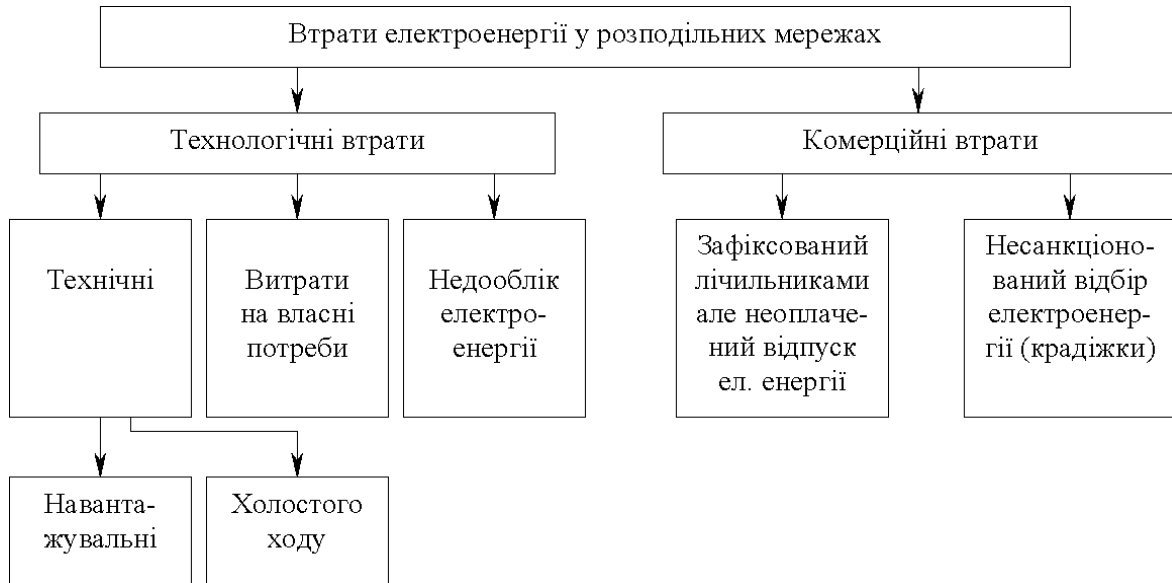 Втрати електроенергії у розподільних мережах
Технологічні втрати
Комерційні втрати
Технічні
Витрати
на власні
потреби
Недооблік
електро-
енергії
Зафіксований
лічильниками
але неоплаче-
ний відпуск
ел. енергії
Несанкціоно-
ваний відбір
електроенер-
гії (крадіжки)
Наванта-
жувальні
Холостого
ходу